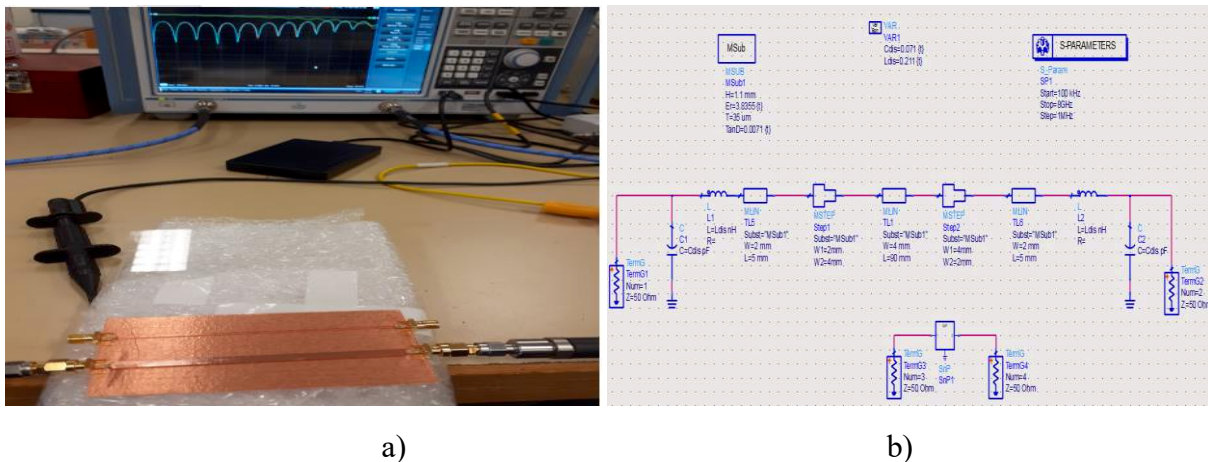 VAR
VAR1
Cdis=0.071 {t}
Ldis=0.211 {t}
MSub
MSUB
MSub1
H=1.1 mm
Er=3.8355 {t}
T=35 um
TanD=0.0071 {t}
S-PARAMETERS
S_Param
SP1
Start=100 kHz
Stop=8GHz
Step=1MHz
C
C1
C=Cdis pF
L
L1
L=Ldis nH
R=
MLIN
TL5
Subst="MSub1"
W=2 mm
L=5 mm
MSTEP
Step1
Subst="MSub1"
W1=2mm
W2=4mm
MLIN
TL1
Subst="MSub1"
W=4 mm
L=90 mm
MSTEP
Step2
Subst="MSub1"
W1=4mm
W2=2mm
MLIN
TL6
Subst="MSub1"
W=2 mm
L=5 mm
L
L2
L=Ldis nH
R=
C
C2
C=Cdis pF
TermG
TermG1
Num=1
Z=50 Ohm
TermG
TermG2
Num=2
Z=50 Ohm
TermG
TermG3
Num=3
Z=50 Ohm
SnP
SnP1
TermG
TermG4
Num=4
Z=50 Ohm
a)
b)